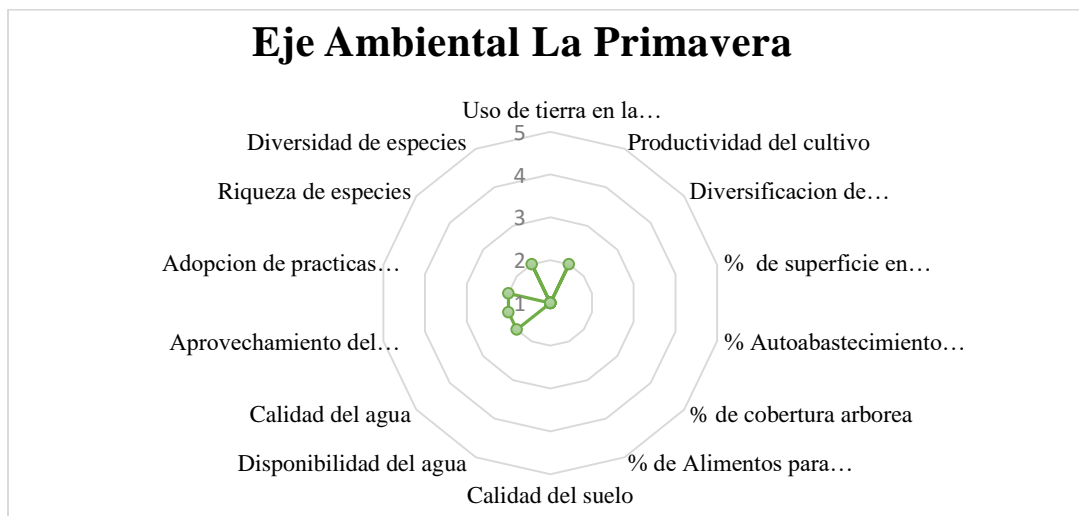 Eje Ambiental La Primavera
Uso de tierra en la…
Productividad del cultivo
Diversificacion de…
%  de superficie en…
% Autoabastecimiento…
% de cobertura arborea
% de Alimentos para…
Calidad del suelo
Disponibilidad del agua
Calidad del agua
Aprovechamiento del…
Adopcion de practicas…
Riqueza de especies
Diversidad de especies
5
4
3
2
1